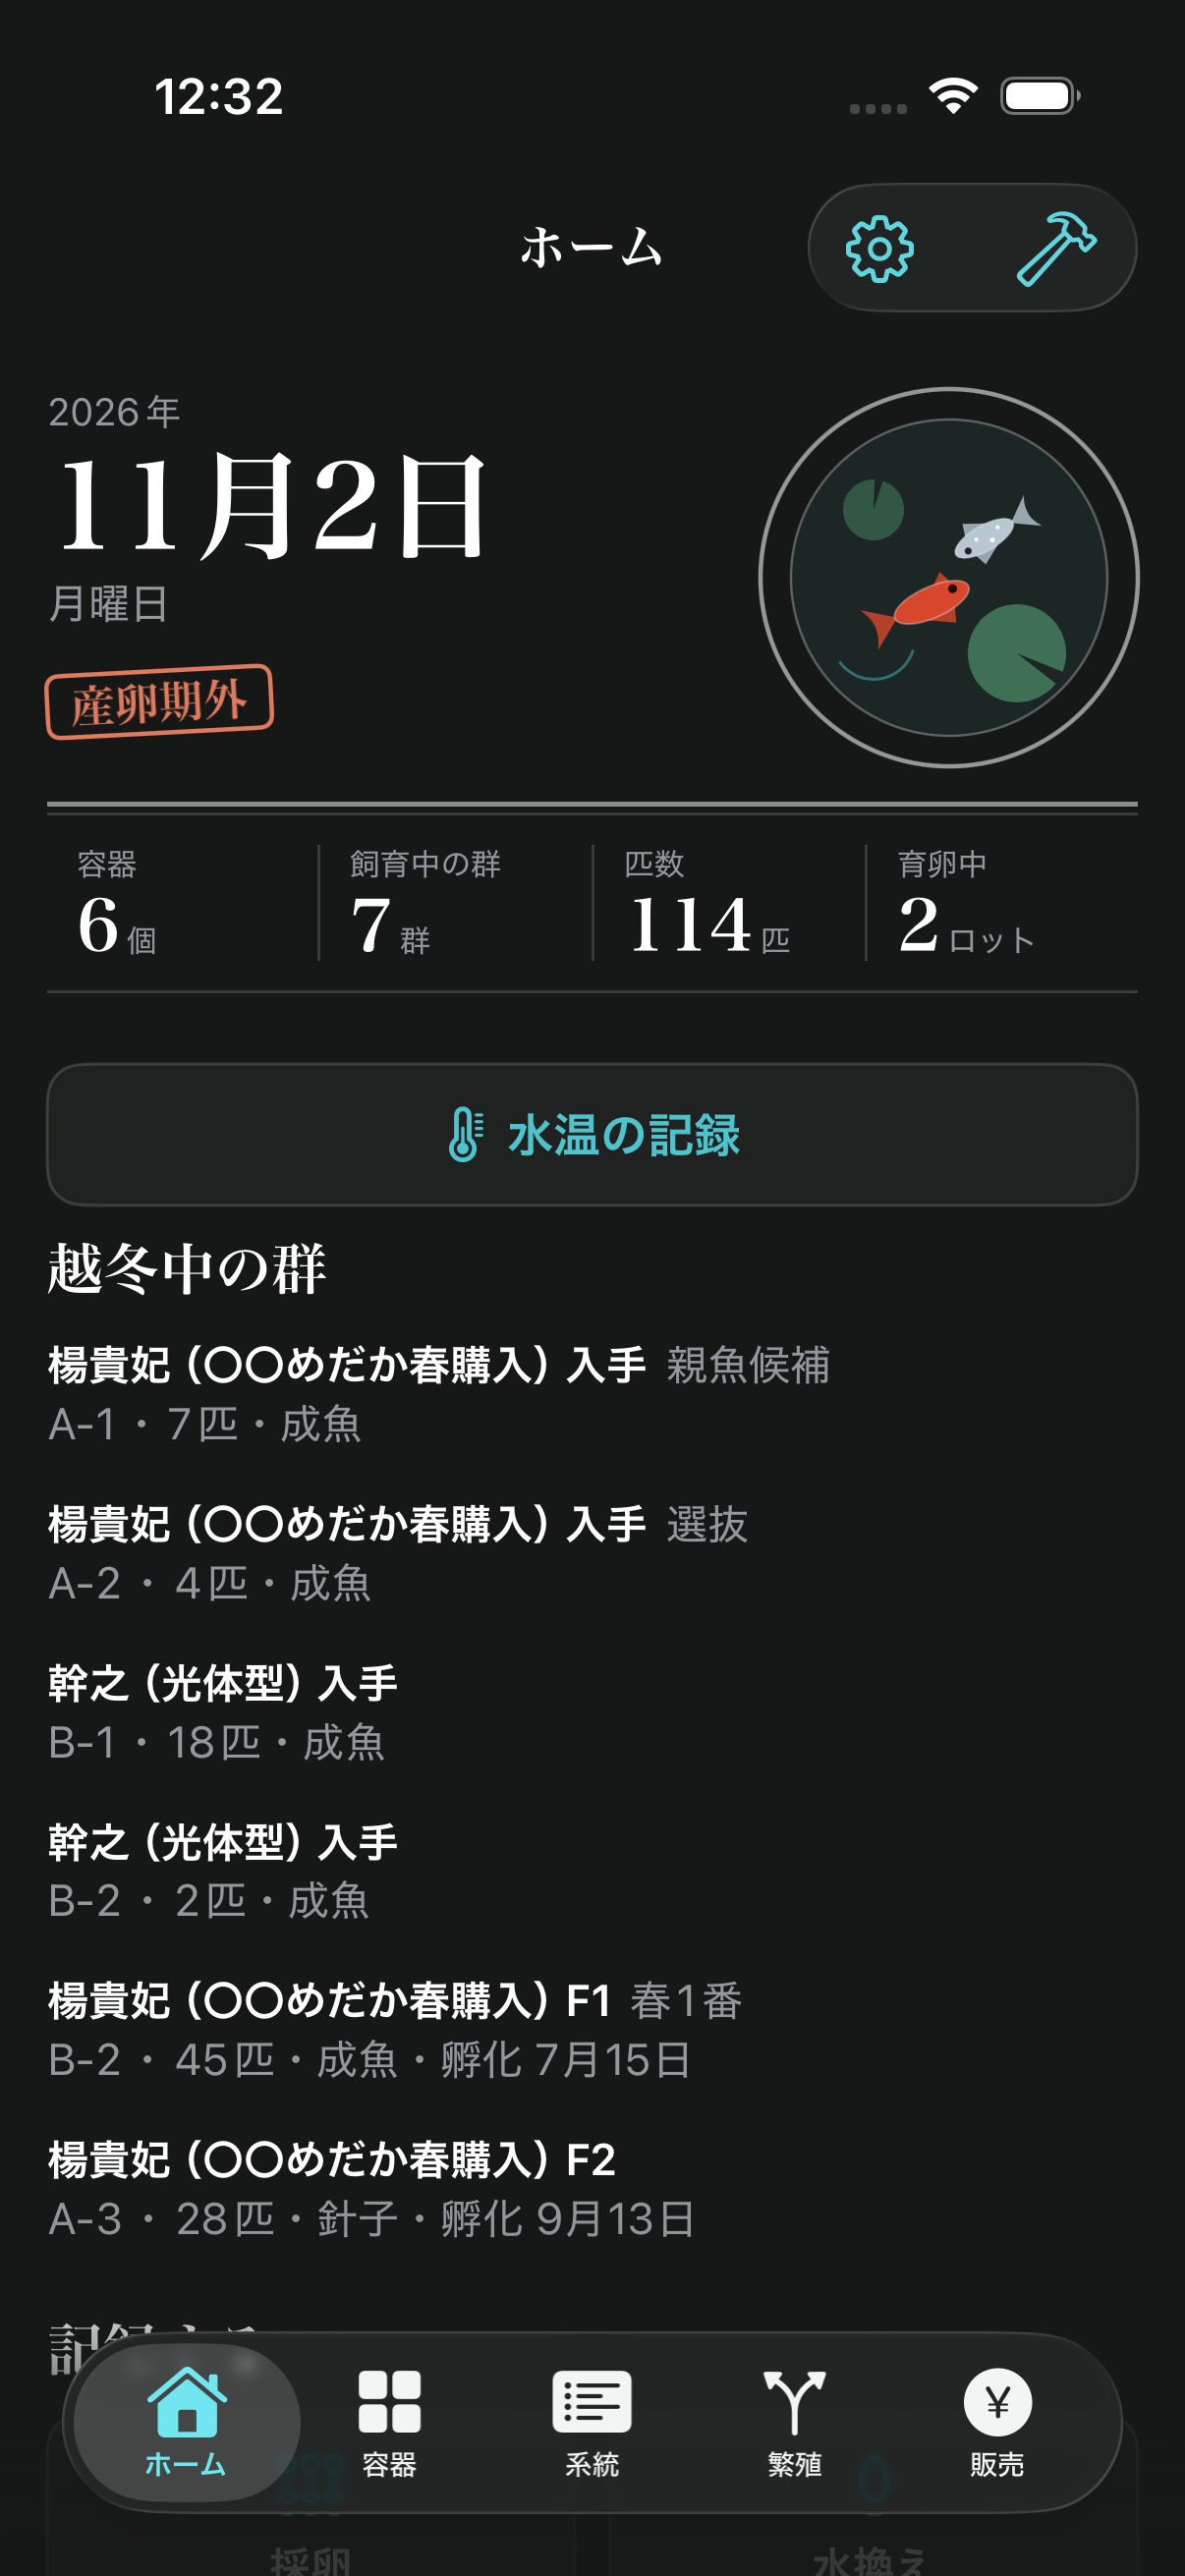 12:32
ホーム
2026年
11月2日
月曜日
産卵期外
容器
6個
飼育中の群
7群
匹数
114匹
育卵中
2ロット
水温の記録
越冬中の群
楊貴妃（〇〇めだか春購入）入手 親魚候補
A-1・7匹・成魚
楊貴妃（〇〇めだか春購入）入手 選抜
A-2・4匹・成魚
幹之（光体型）入手
B-1・18匹・成魚
幹之（光体型）入手
B-2・2匹・成魚
楊貴妃（〇〇めだか春購入）F1 春1番
B-2・45匹・成魚・孵化 7月15日
楊貴妃（〇〇めだか春購入）F2
A-3・28匹・針子・孵化 9月13日
ホーム
容器
系統
繁殖
販売
採卵
水換え